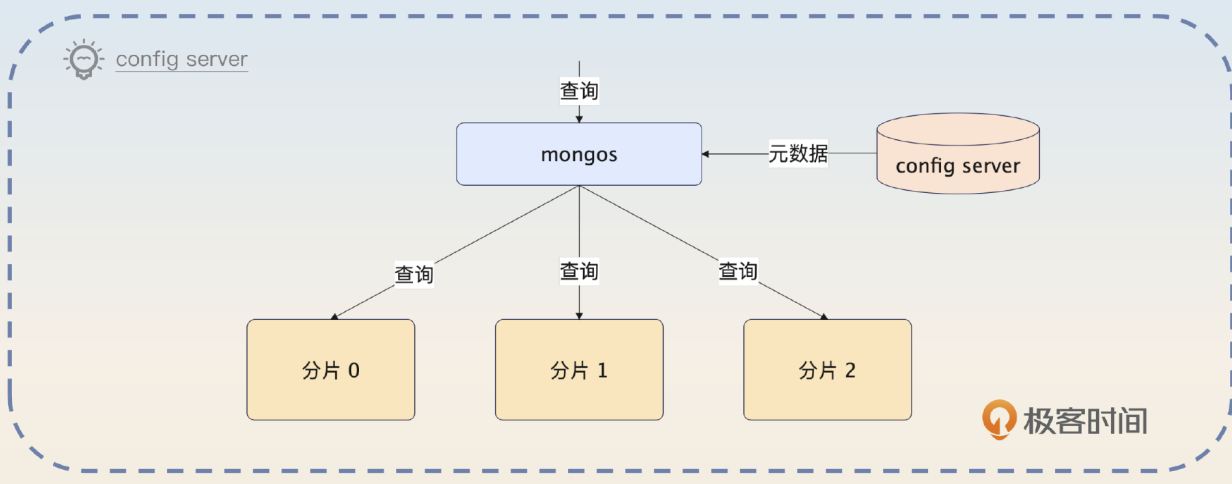 config server
查询
mongos
元数据
config server
查询
查询
查询
分片 0
分片 1
分片 2
极客时间